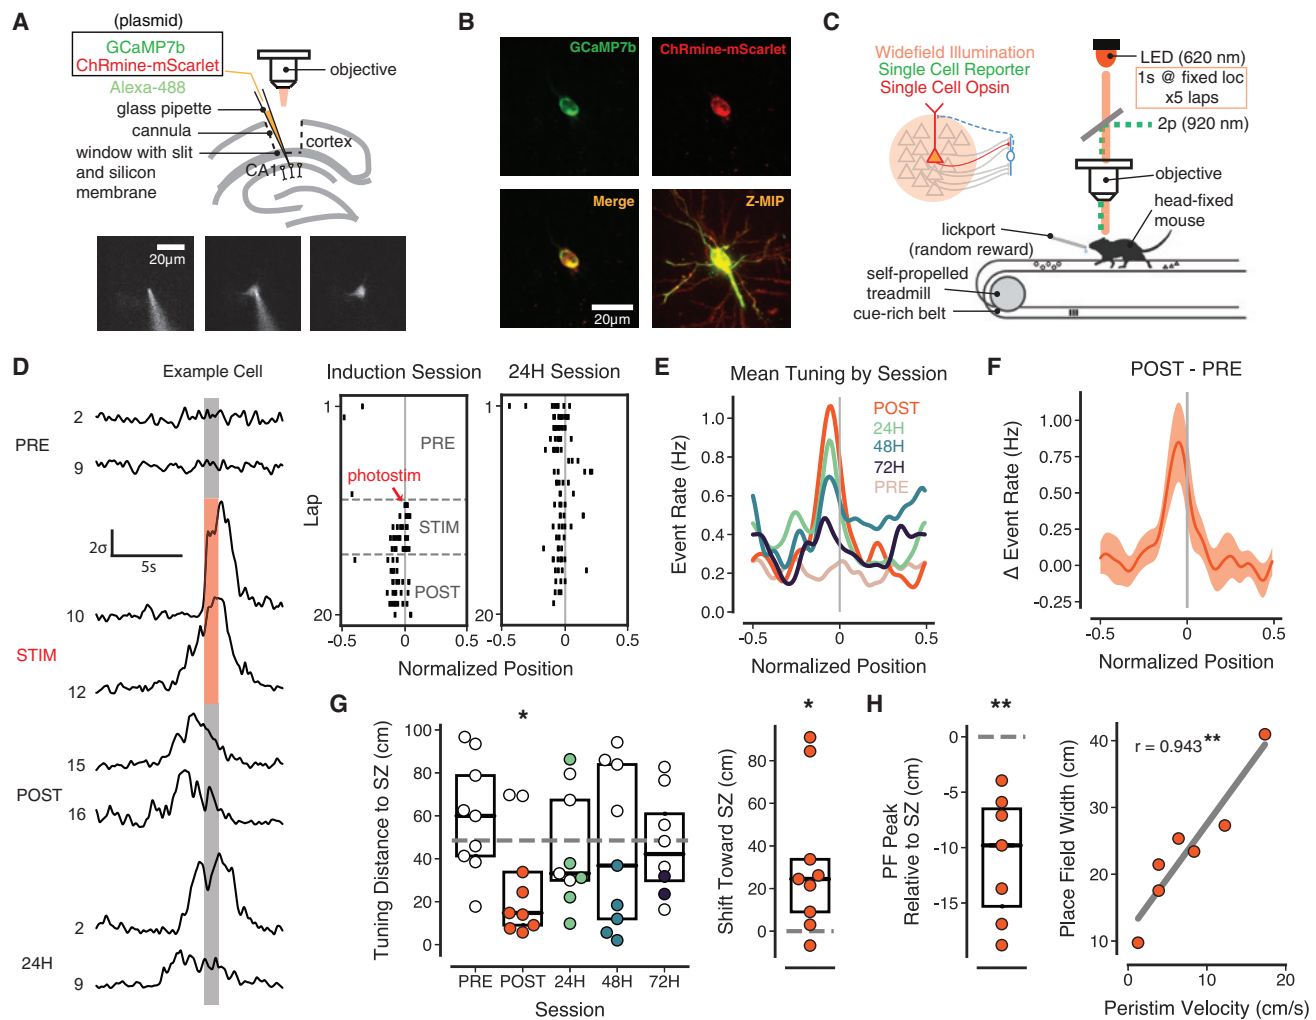 A
(plasmid)
GCaMP7b
ChRmine-mScarlet
Alexa-488
objective
glass pipette
cannula
cortex
window with slit
and silicon
membrane
CA1
20μm
B
GCaMP7b
ChRmine-mScarlet
Merge
Z-MIP
20μm
C
Widefield Illumination
Single Cell Reporter
Single Cell Opsin
LED (620 nm)
1s @ fixed loc
x5 laps
2p (920 nm)
objective
head-fixed
mouse
lickport
(random reward)
self-propelled
treadmill
cue-rich belt
D
Example Cell
PRE
2
9
2σ
5s
10
STIM
12
15
POST
16
2
24H
9
Induction Session
24H Session
1
1
PRE
photostim
Lap
STIM
POST
20
20
-0.5
0
0.5
-0.5
0
0.5
Normalized Position
Normalized Position
E
Mean Tuning by Session
POST
24H
48H
72H
PRE
Event Rate (Hz)
1.0
0.8
0.6
0.4
0.2
0.0
-0.5
0
0.5
Normalized Position
F
POST - PRE
Δ Event Rate (Hz)
1.00
0.75
0.50
0.25
0.00
-0.25
-0.5
0
0.5
Normalized Position
G
*
Tuning Distance to SZ (cm)
100
80
60
40
20
0
PRE
POST
24H
48H
72H
Session
*
Shift Toward SZ (cm)
80
60
40
20
0
H
**
PF Peak
Relative to SZ (cm)
0
-5
-10
-15
r = 0.943**
Place Field Width (cm)
40
30
20
10
0
10
20
Peristim Velocity (cm/s)